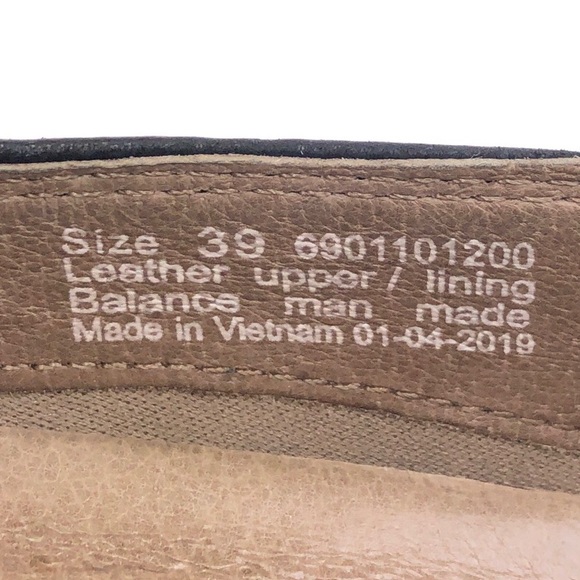 Size 39 6901101200
Leather upper / lining
Balance man made
Made in Vietnam 01-04-2019